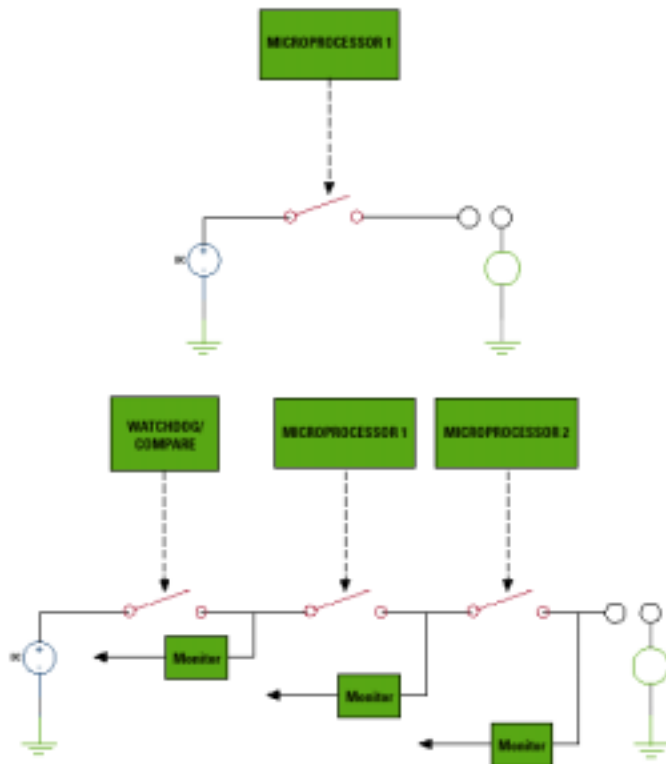 MICROPROCESSOR 1
WATCHDOG/
COMPARE
MICROPROCESSOR 1
MICROPROCESSOR 2
Monitor
Monitor
Monitor